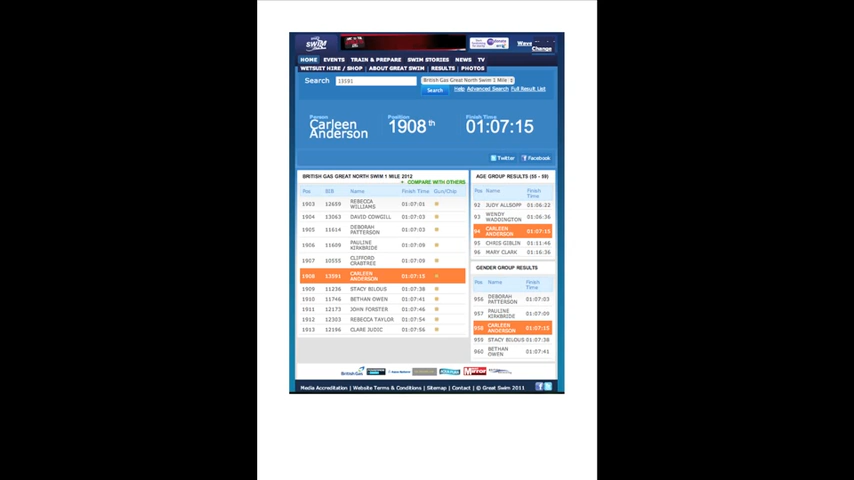 SWIM
Wave
Change
HOME EVENTS TRAIN & PREPARE SWIM STORIES NEWS TV
WETSUIT HIRE / SHOP | ABOUT GREAT SWIM | RESULTS | PHOTOS
Search 13591 British Gas Great North Swim 1 Mile
Search Help Advanced Search Full Result List
Person Position Finish Time
Carleen Anderson 1908th 01:07:15
Twitter Facebook
BRITISH GAS GREAT NORTH SWIM 1 MILE 2012
COMPARE WITH OTHERS
Pos BIB Name Finish Time Gun/Chip
1903 12659 REBECCA WILLIAMS 01:07:01
1904 13063 DAVID COWGILL 01:07:03
1905 11614 DEBORAH PATTERSON 01:07:03
1906 11609 PAULINE KIRKBRIDE 01:07:09
1907 10555 CLIFFORD CRABTREE 01:07:09
1908 13591 CARLEEN ANDERSON 01:07:15
1909 11236 STACY BILOUS 01:07:38
1910 11746 BETHAN OWEN 01:07:41
1911 12173 JOHN FORSTER 01:07:46
1912 12303 REBECCA TAYLOR 01:07:54
1913 12196 CLARE JUDIC 01:07:56
AGE GROUP RESULTS (55 - 59)
Pos Name Finish Time
92 JUDY ALLSOPP 01:06:22
93 WENDY WADDINGTON 01:06:36
94 CARLEEN ANDERSON 01:07:15
95 CHRIS GIBLIN 01:11:46
96 MARY CLARK 01:16:36
GENDER GROUP RESULTS
Pos Name Finish Time
956 DEBORAH PATTERSON 01:07:03
957 PAULINE KIRKBRIDE 01:07:09
958 CARLEEN ANDERSON 01:07:15
959 STACY BILOUS 01:07:38
960 BETHAN OWEN 01:07:41
British Gas
Mirror
Media Accreditation | Website Terms & Conditions | Sitemap | Contact | © Great Swim 2011